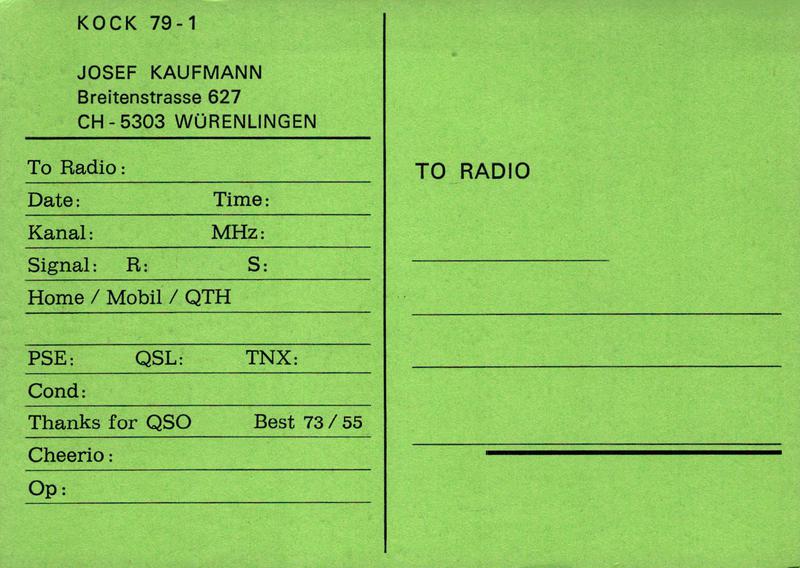 KOCK 79-1
JOSEF KAUFMANN
Breitenstrasse 627
CH-5303 WÜRENLINGEN
To Radio:
Date: Time:
Kanal: MHz:
Signal: R: S:
Home / Mobil / QTH
PSE: QSL: TNX:
Cond:
Thanks for QSO Best 73/55
Cheerio:
Op:
TO RADIO